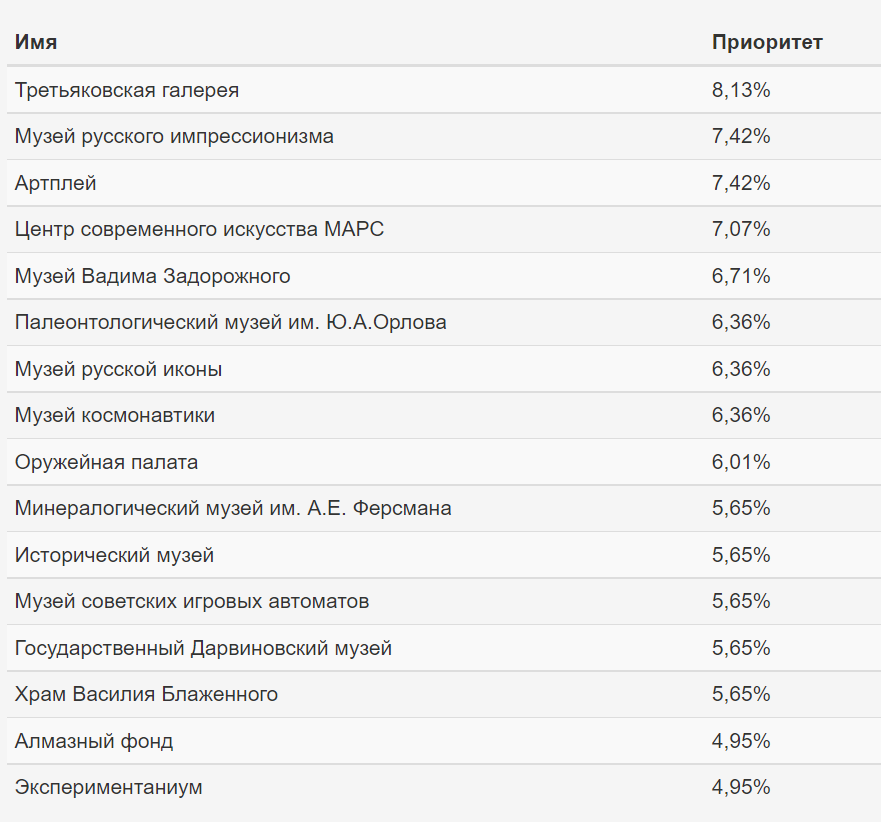 Имя Приоритет
Третьяковская галерея 8,13%
Музей русского импрессионизма 7,42%
Артплей 7,42%
Центр современного искусства МАРС 7,07%
Музей Вадима Задорожного 6,71%
Палеонтологический музей им. Ю.А.Орлова 6,36%
Музей русской иконы 6,36%
Музей космонавтики 6,36%
Оружейная палата 6,01%
Минералогический музей им. А.Е. Ферсмана 5,65%
Исторический музей 5,65%
Музей советских игровых автоматов 5,65%
Государственный Дарвиновский музей 5,65%
Храм Василия Блаженного 5,65%
Алмазный фонд 4,95%
Экспериментаниум 4,95%